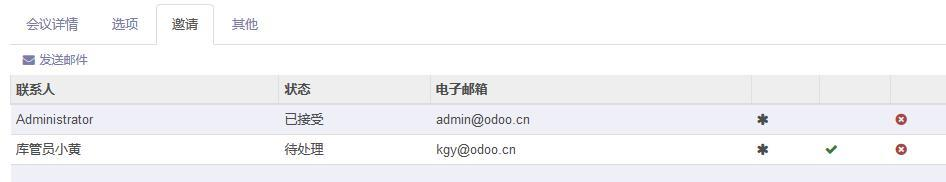 会议详情 选项 邀请 其他
发送邮件
联系人 状态 电子邮箱
Administrator 已接受 admin@odoo.cn
库管员小黄 待处理 kgy@odoo.cn